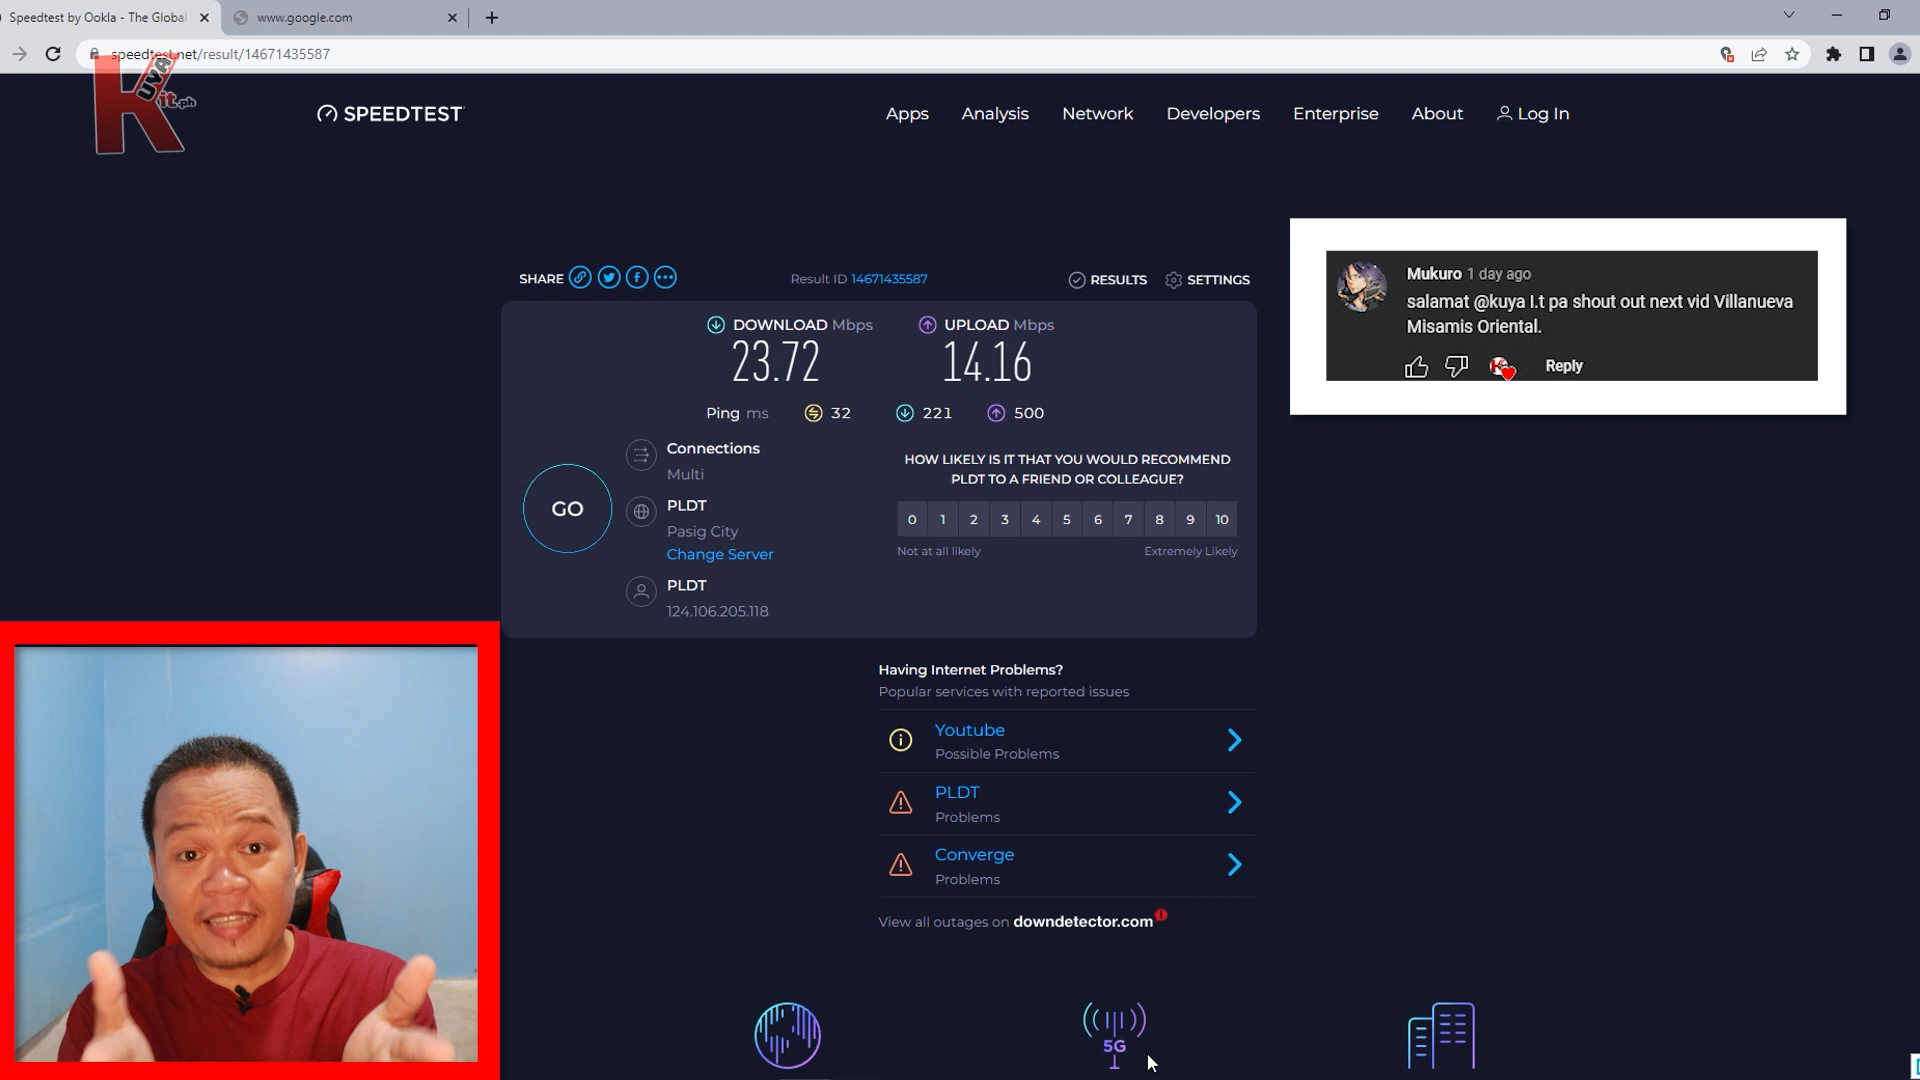 Speedtest by Ookla - The Global
www.google.com
speedtest.net/result/14671435587
KUYA
it.ph
SPEEDTEST
Apps
Analysis
Network
Developers
Enterprise
About
Log In
SHARE
Result ID 14671435587
RESULTS
SETTINGS
DOWNLOAD Mbps
23.72
UPLOAD Mbps
14.16
Ping ms
32
221
500
GO
Connections
Multi
PLDT
Pasig City
Change Server
PLDT
124.106.205.118
HOW LIKELY IS IT THAT YOU WOULD RECOMMEND
PLDT TO A FRIEND OR COLLEAGUE?
0 1 2 3 4 5 6 7 8 9 10
Not at all likely
Extremely Likely
Mukuro 1 day ago
salamat @kuya I.t pa shout out next vid Villanueva
Misamis Oriental.
Reply
Having Internet Problems?
Popular services with reported issues
Youtube
Possible Problems
PLDT
Problems
Converge
Problems
View all outages on downdetector.com
5G